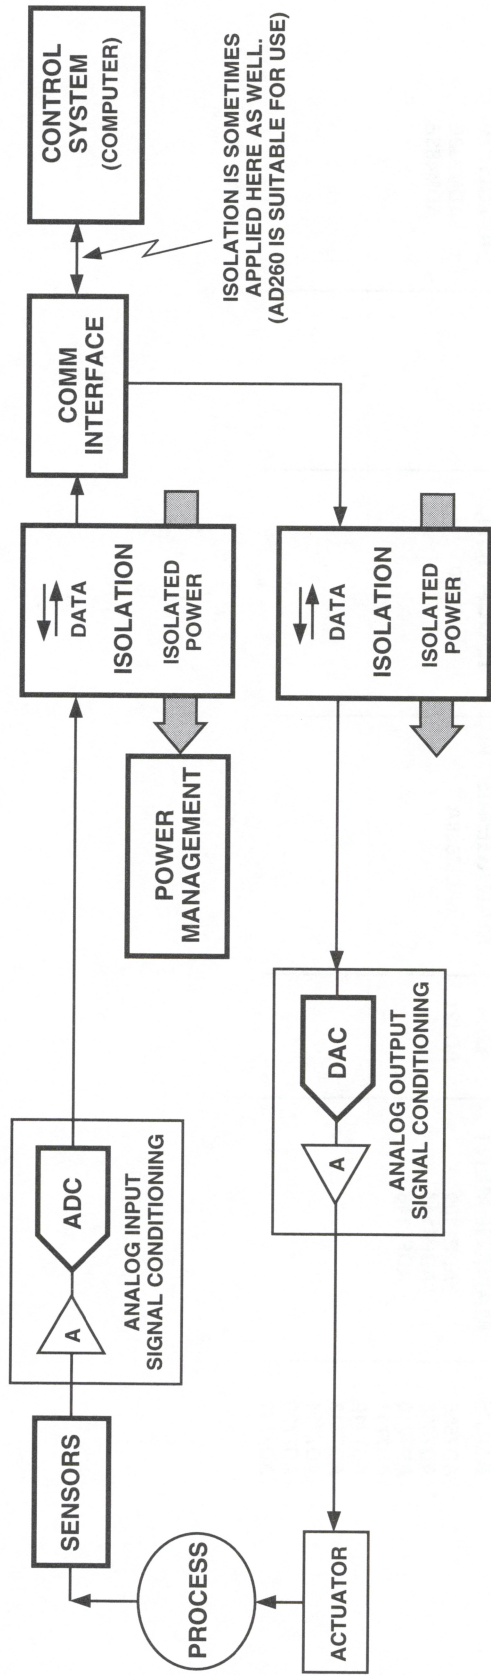 PROCESS
SENSORS
A
ADC
ANALOG INPUT
SIGNAL CONDITIONING
POWER
MANAGEMENT
DATA
ISOLATION
ISOLATED
POWER
COMM
INTERFACE
CONTROL
SYSTEM
(COMPUTER)
ISOLATION IS SOMETIMES
APPLIED HERE AS WELL.
(AD260 IS SUITABLE FOR USE)
ACTUATOR
A
DAC
ANALOG OUTPUT
SIGNAL CONDITIONING
DATA
ISOLATION
ISOLATED
POWER